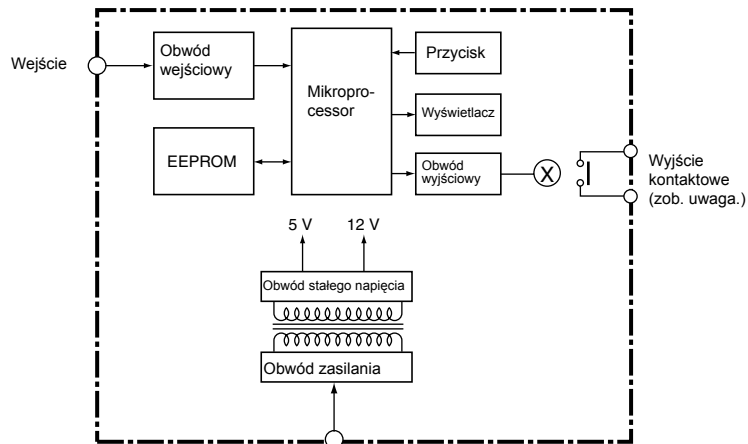 Wejście
Obwód
wejściowy
Mikropro-
cessor
Przycisk
Wyświetlacz
EEPROM
Obwód
wyjściowy
X
Wyjście
kontaktowe
(zob. uwaga.)
5 V
12 V
Obwód stałego napięcia
Obwód zasilania